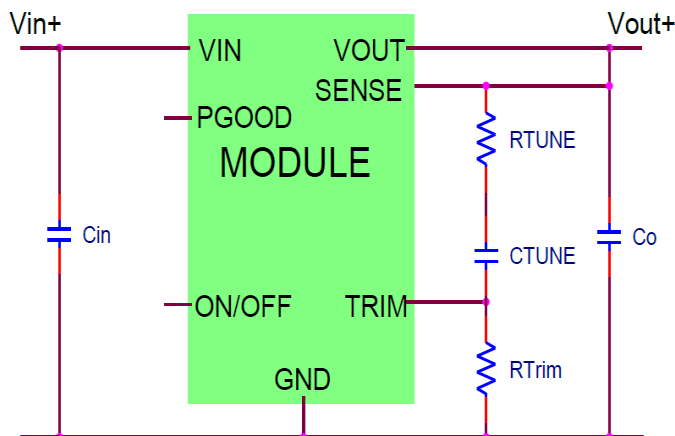 Vin+
Vout+
VIN
VOUT
SENSE
PGOOD
MODULE
RTUNE
Cin
CTUNE
Co
ON/OFF
TRIM
RTrim
GND